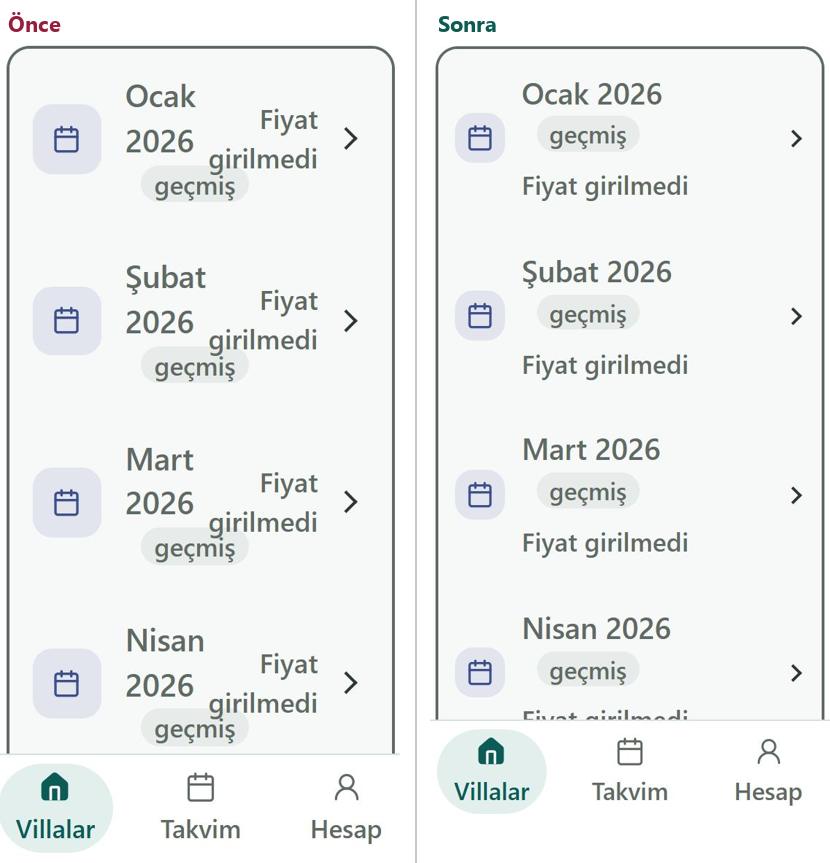 Önce
Ocak
2026
Fiyat
girilmedi
geçmiş
Şubat
2026
Fiyat
girilmedi
geçmiş
Mart
2026
Fiyat
girilmedi
geçmiş
Nisan
2026
Fiyat
girilmedi
geçmiş
Villalar
Takvim
Hesap
Sonra
Ocak 2026
geçmiş
Fiyat girilmedi
Şubat 2026
geçmiş
Fiyat girilmedi
Mart 2026
geçmiş
Fiyat girilmedi
Nisan 2026
geçmiş
Fiyat girilmedi
Villalar
Takvim
Hesap